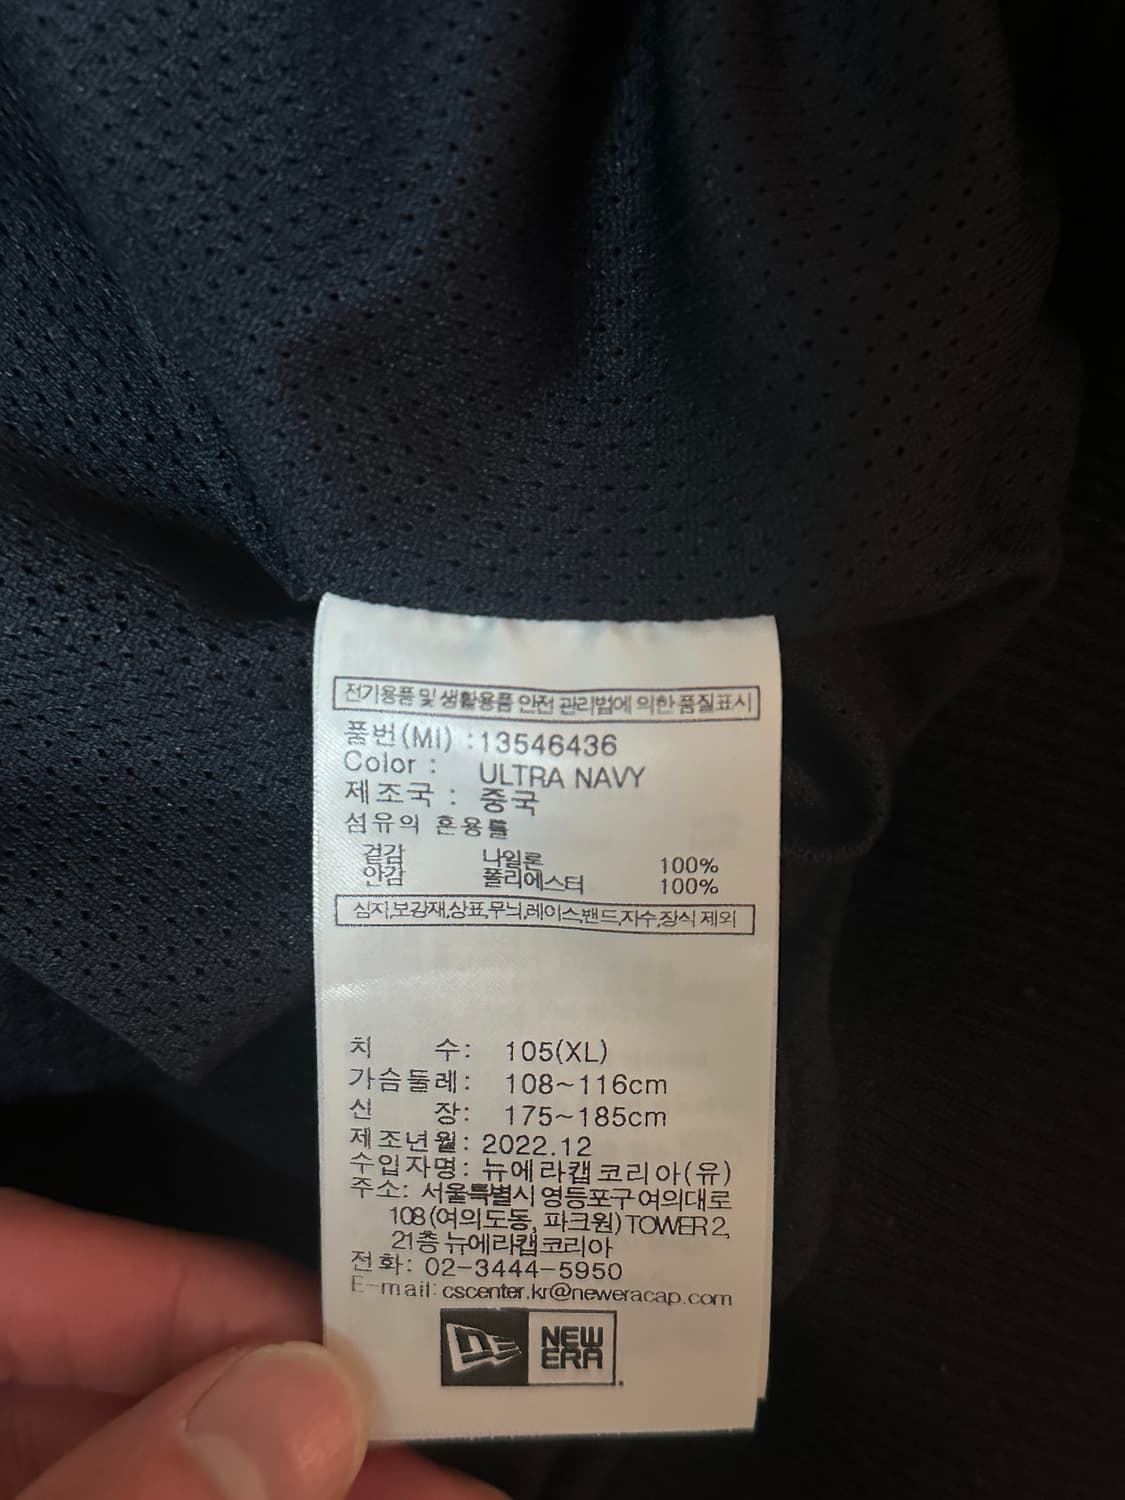 전기용품 및 생활용품 안전 관리법에 의한 품질표시
품번(MI) :13546436
Color : ULTRA NAVY
제조국 : 중국
섬유의 혼용률
겉감 나일론 100%
안감 폴리에스터 100%
심지,보강재,상표,무늬,레이스,밴드,자수,장식 제외
치 수: 105(XL)
가슴둘레: 108~116cm
신 장: 175~185cm
제조년월: 2022.12
수입자명: 뉴에라캡코리아(유)
주소: 서울특별시 영등포구 여의대로
108 (여의도동, 파크원) TOWER 2,
21층 뉴에라캡코리아
전화: 02-3444-5950
E-mail: cscenter.kr@neweracap.com
NEW
ERA